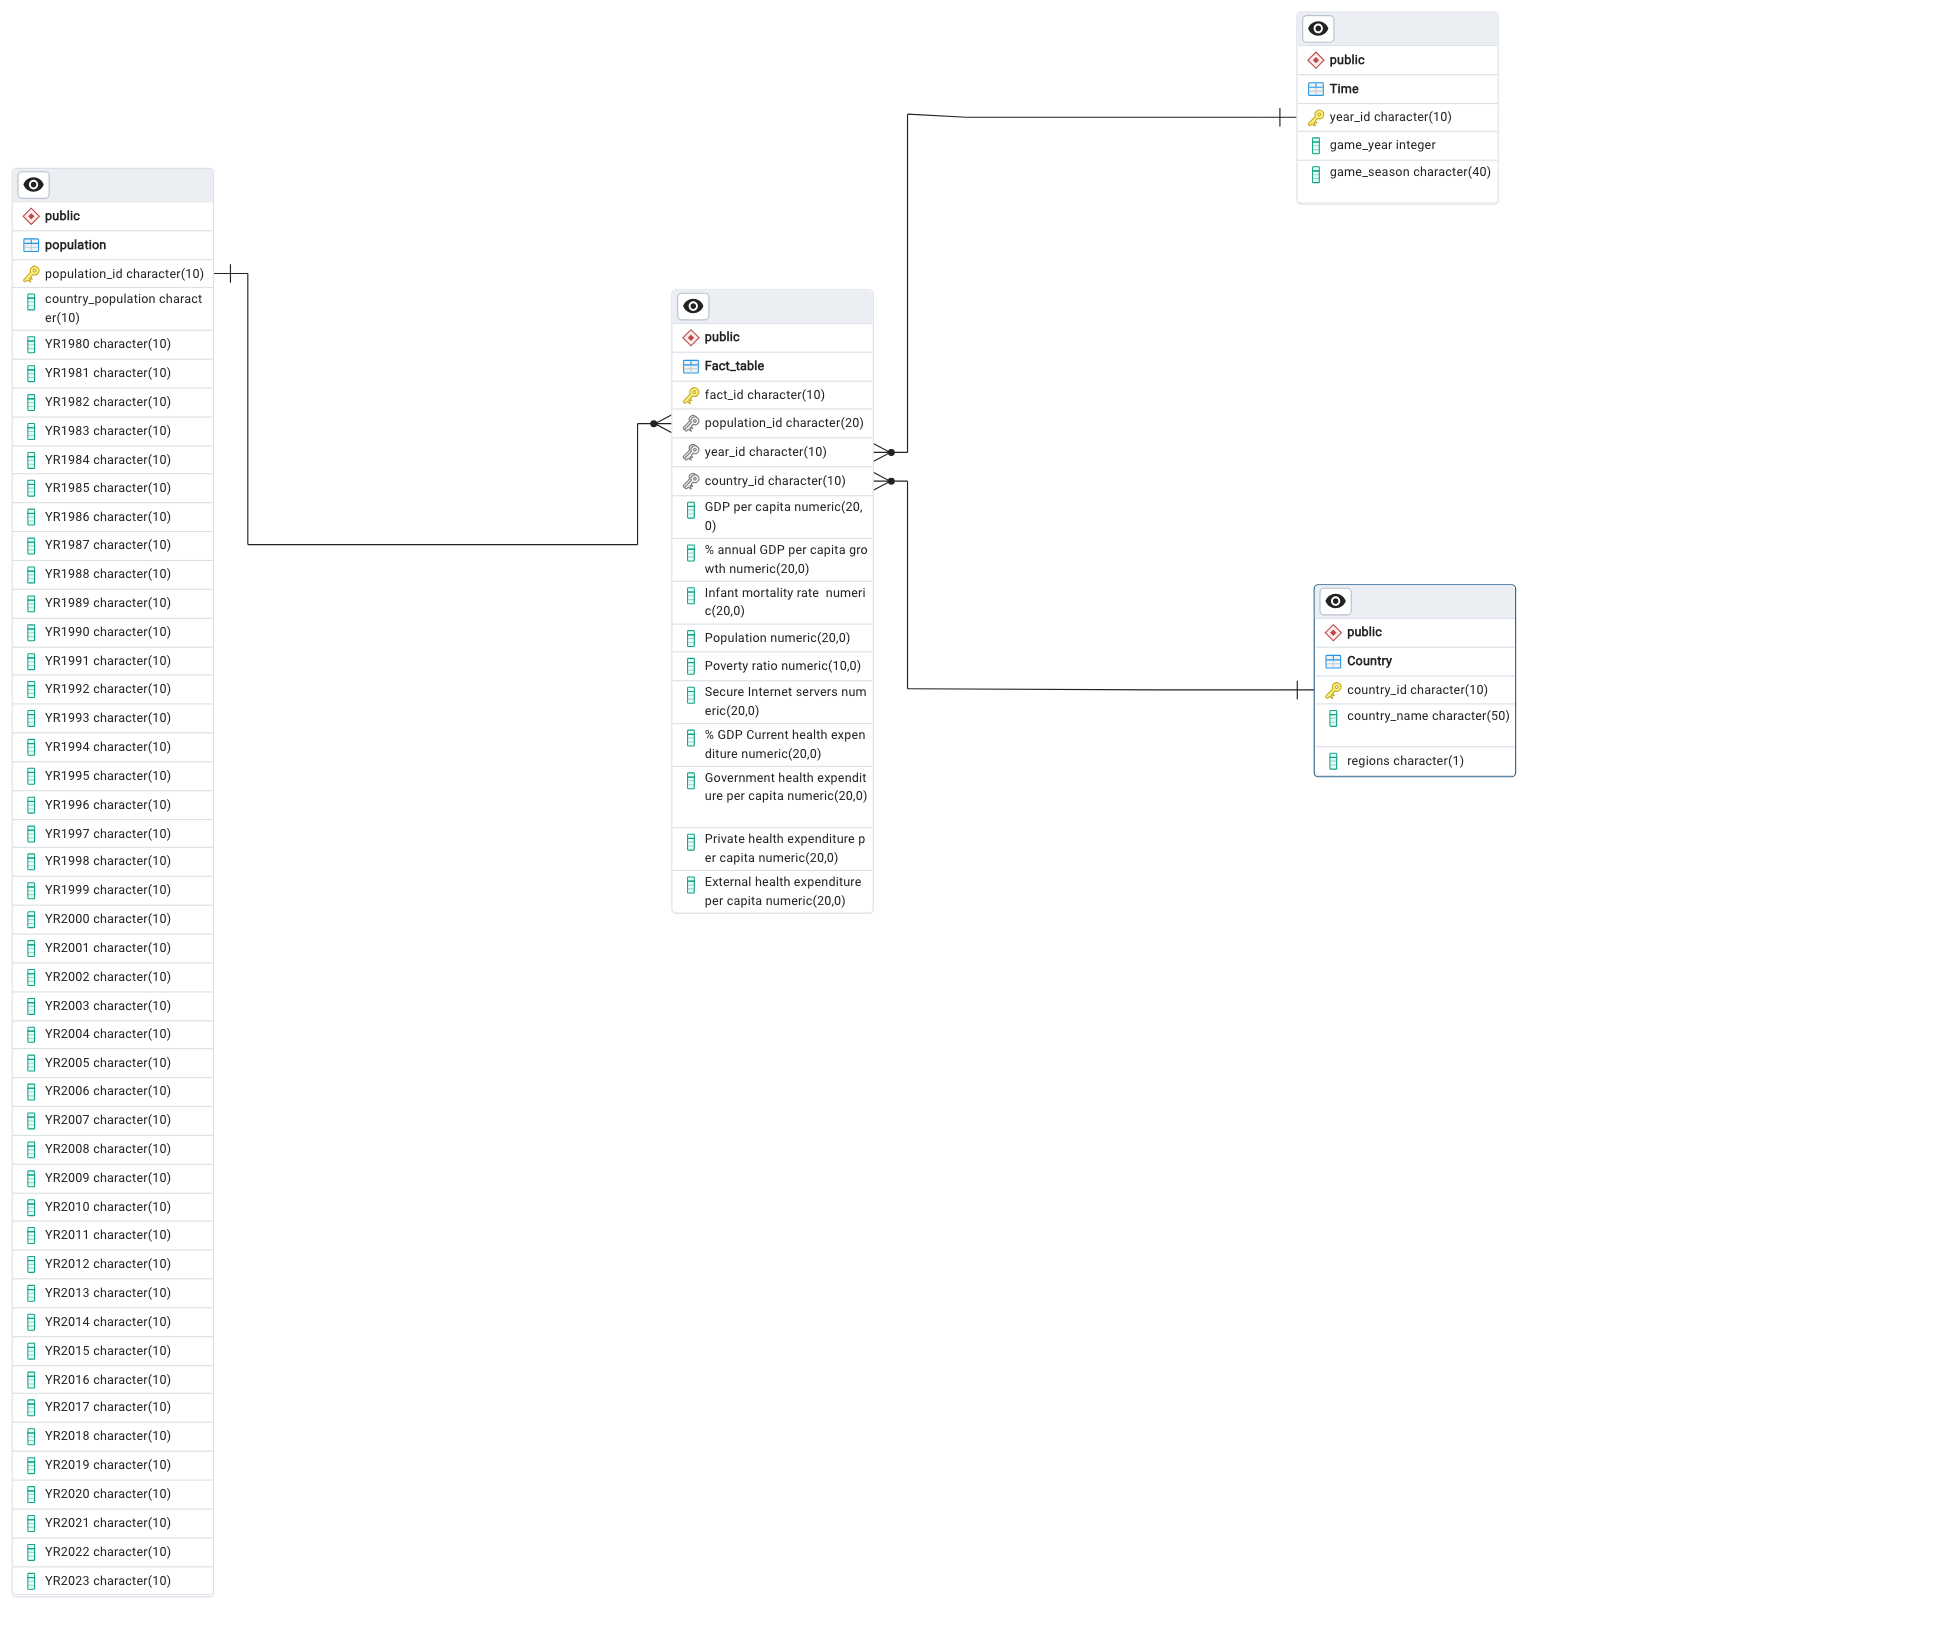 public
population
population_id character(10)
country_population charact
er(10)
YR1980 character(10)
YR1981 character(10)
YR1982 character(10)
YR1983 character(10)
YR1984 character(10)
YR1985 character(10)
YR1986 character(10)
YR1987 character(10)
YR1988 character(10)
YR1989 character(10)
YR1990 character(10)
YR1991 character(10)
YR1992 character(10)
YR1993 character(10)
YR1994 character(10)
YR1995 character(10)
YR1996 character(10)
YR1997 character(10)
YR1998 character(10)
YR1999 character(10)
YR2000 character(10)
YR2001 character(10)
YR2002 character(10)
YR2003 character(10)
YR2004 character(10)
YR2005 character(10)
YR2006 character(10)
YR2007 character(10)
YR2008 character(10)
YR2009 character(10)
YR2010 character(10)
YR2011 character(10)
YR2012 character(10)
YR2013 character(10)
YR2014 character(10)
YR2015 character(10)
YR2016 character(10)
YR2017 character(10)
YR2018 character(10)
YR2019 character(10)
YR2020 character(10)
YR2021 character(10)
YR2022 character(10)
YR2023 character(10)
public
Fact_table
fact_id character(10)
population_id character(20)
year_id character(10)
country_id character(10)
GDP per capita numeric(20,
0)
% annual GDP per capita gro
wth numeric(20,0)
Infant mortality rate  numeri
c(20,0)
Population numeric(20,0)
Poverty ratio numeric(10,0)
Secure Internet servers num
eric(20,0)
% GDP Current health expen
diture numeric(20,0)
Government health expendit
ure per capita numeric(20,0)
Private health expenditure p
er capita numeric(20,0)
External health expenditure
per capita numeric(20,0)
public
Time
year_id character(10)
game_year integer
game_season character(40)
public
Country
country_id character(10)
country_name character(50)
regions character(1)